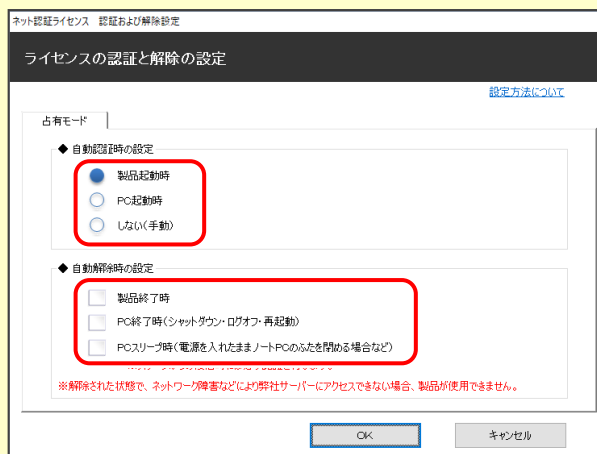 ネット認証ライセンス 認証および解除設定
ライセンスの認証と解除の設定
設定方法について
占有モード
◆ 自動認証時の設定
製品起動時
PC起動時
しない(手動)
◆ 自動解除時の設定
製品終了時
PC終了時(シャットダウン・ログオフ・再起動)
PCスリープ時(電源を入れたままノートPCのふたを閉める場合など)
※解除された状態で、ネットワーク障害などにより弊社サーバーにアクセスできない場合、製品が使用できません。
OK
キャンセル